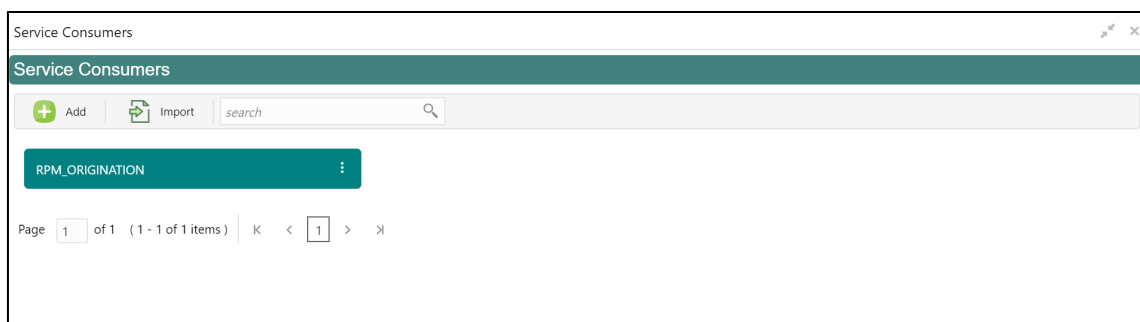 Service Consumers
Service Consumers
Add Import search
RPM_ORIGINATION
Page 1 of 1 ( 1 - 1 of 1 items ) 1